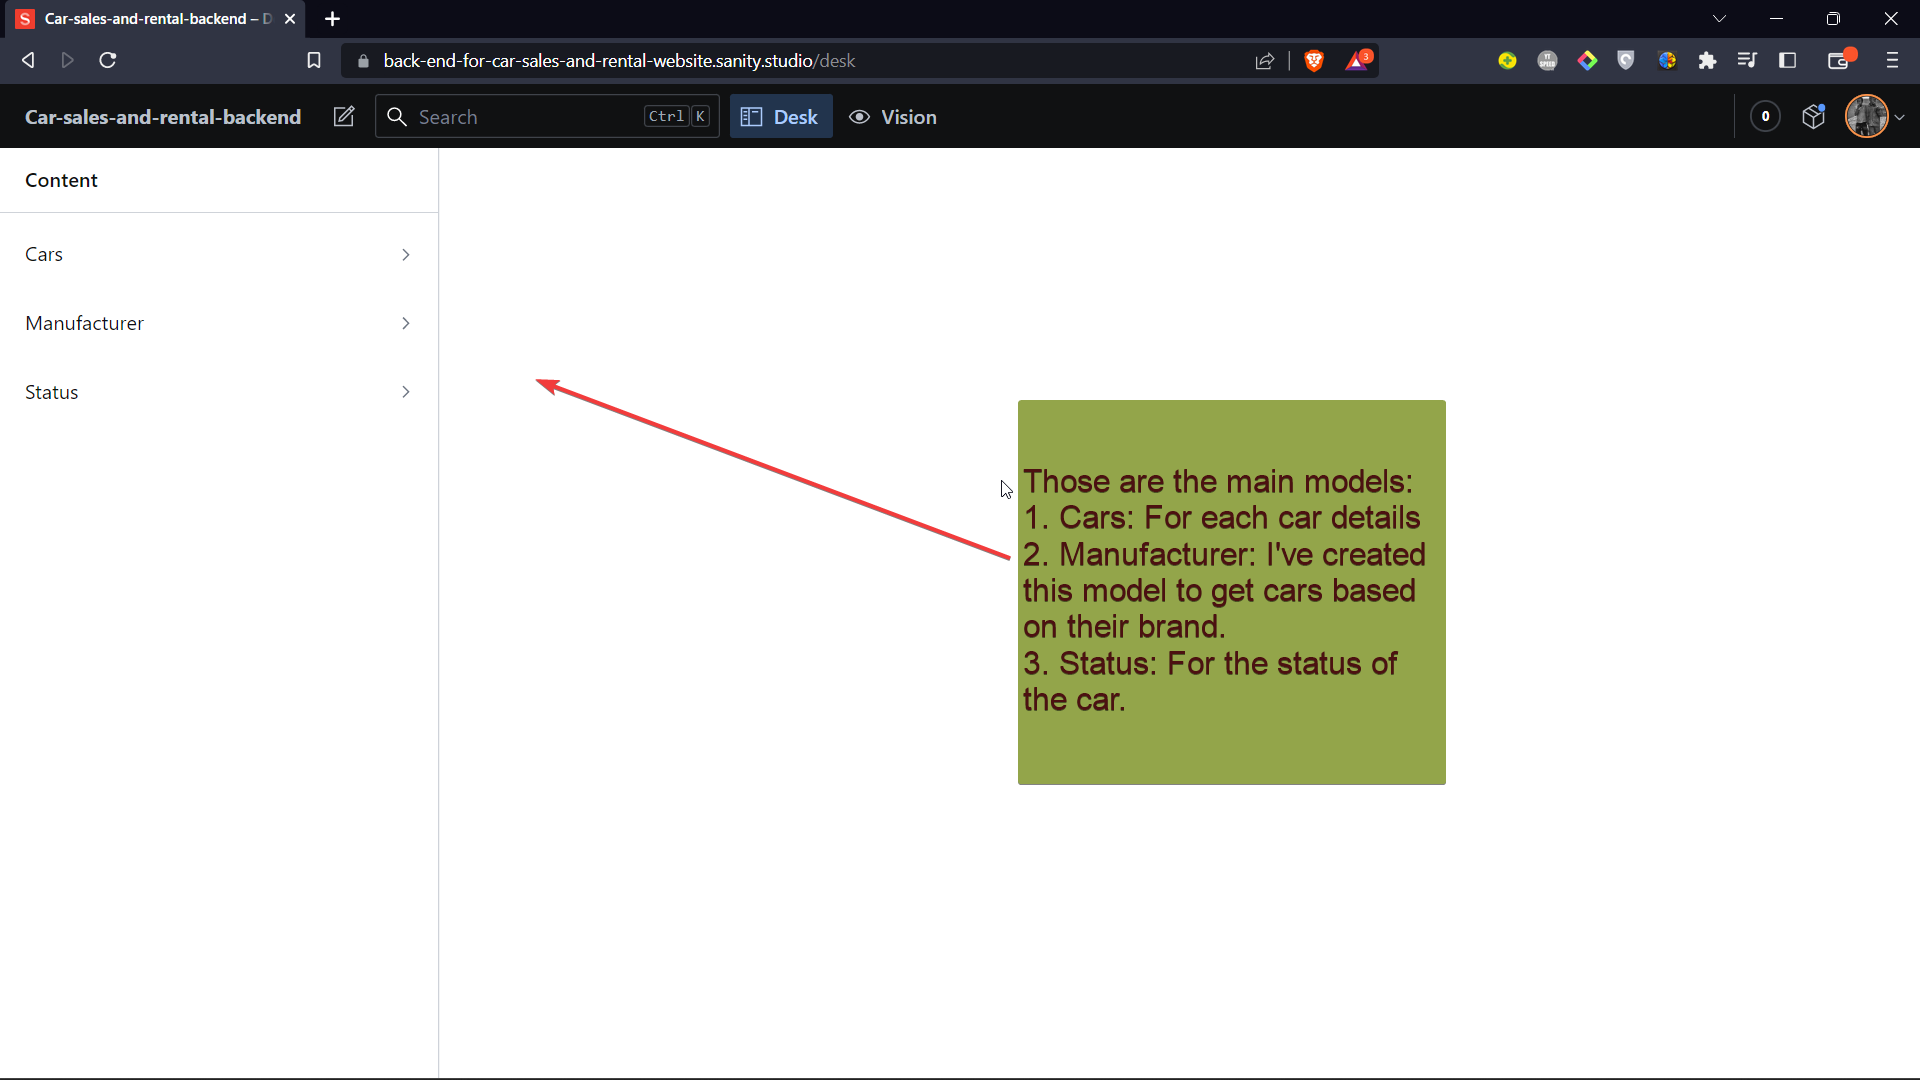 S Car-sales-and-rental-backend – D
back-end-for-car-sales-and-rental-website.sanity.studio/desk
3
YT SPEED
Car-sales-and-rental-backend
Search Ctrl K
Desk
Vision
0
Content
Cars
Manufacturer
Status
Those are the main models:
1. Cars: For each car details
2. Manufacturer: I've created
this model to get cars based
on their brand.
3. Status: For the status of
the car.